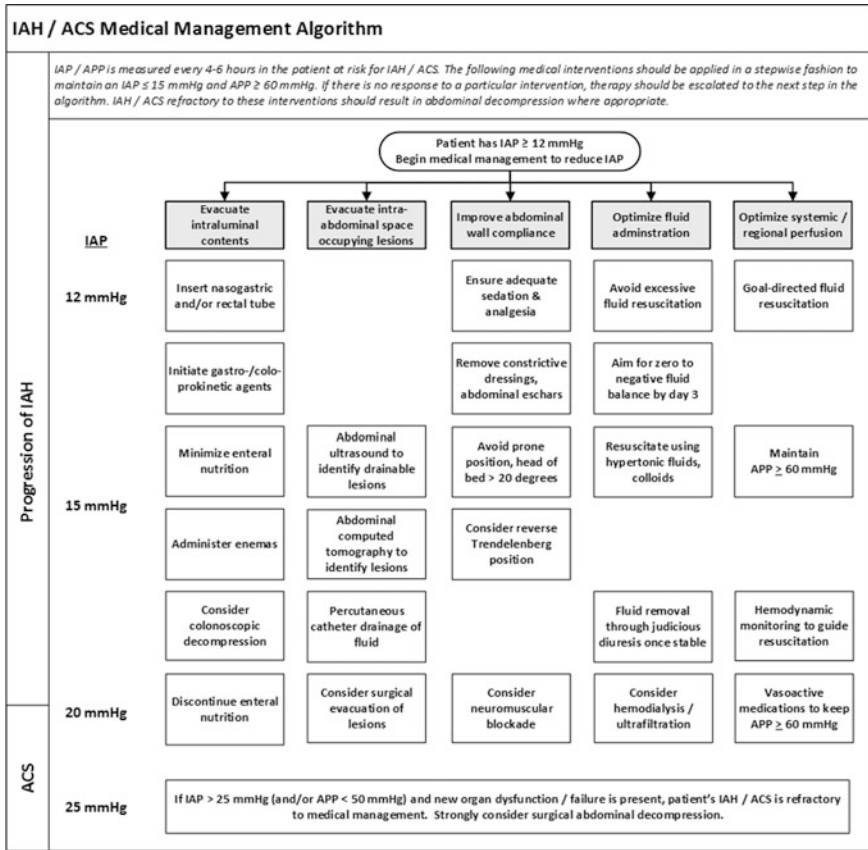 IAH / ACS Medical Management Algorithm
IAP / APP is measured every 4-6 hours in the patient at risk for IAH / ACS. The following medical interventions should be applied in a stepwise fashion to
maintain an IAP ≤ 15 mmHg and APP ≥ 60 mmHg. If there is no response to a particular intervention, therapy should be escalated to the next step in the
algorithm. IAH / ACS refractory to these interventions should result in abdominal decompression where appropriate.
Patient has IAP ≥ 12 mmHg
Begin medical management to reduce IAP
Evacuate
intraluminal
contents
Evacuate intra-
abdominal space
occupying lesions
Improve abdominal
wall compliance
Optimize fluid
adminstration
Optimize systemic /
regional perfusion
IAP
Progression of IAH
12 mmHg
Insert nasogastric
and/or rectal tube
Ensure adequate
sedation &
analgesia
Avoid excessive
fluid resuscitation
Goal-directed fluid
resuscitation
Initiate gastro-/colo-
prokinetic agents
Remove constrictive
dressings,
abdominal eschars
Aim for zero to
negative fluid
balance by day 3
15 mmHg
Minimize enteral
nutrition
Abdominal
ultrasound to
identify drainable
lesions
Avoid prone
position, head of
bed > 20 degrees
Resuscitate using
hypertonic fluids,
colloids
Maintain
APP ≥ 60 mmHg
Administer enemas
Abdominal
computed
tomography to
identify lesions
Consider reverse
Trendelenberg
position
Consider
colonoscopic
decompression
Percutaneous
catheter drainage of
fluid
Fluid removal
through judicious
diuresis once stable
Hemodynamic
monitoring to guide
resuscitation
20 mmHg
Discontinue enteral
nutrition
Consider surgical
evacuation of
lesions
Consider
neuromuscular
blockade
Consider
hemodialysis /
ultrafiltration
Vasoactive
medications to keep
APP ≥ 60 mmHg
ACS
25 mmHg
If IAP > 25 mmHg (and/or APP < 50 mmHg) and new organ dysfunction / failure is present, patient's IAH / ACS is refractory
to medical management. Strongly consider surgical abdominal decompression.